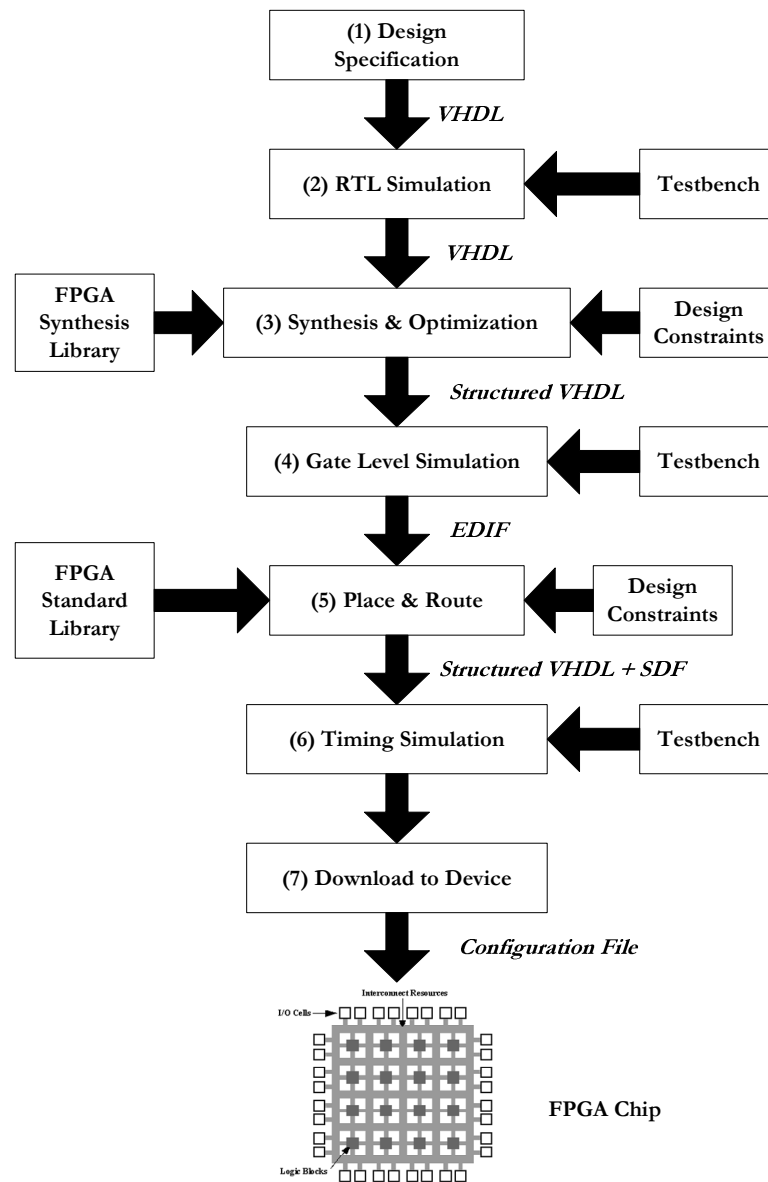 (1) Design
Specification
VHDL
(2) RTL Simulation
Testbench
VHDL
FPGA
Synthesis
Library
(3) Synthesis & Optimization
Design
Constraints
Structured VHDL
(4) Gate Level Simulation
Testbench
EDIF
FPGA
Standard
Library
(5) Place & Route
Design
Constraints
Structured VHDL + SDF
(6) Timing Simulation
Testbench
(7) Download to Device
Configuration File
Interconnect Resources
I/O Cells
FPGA Chip
Logic Blocks